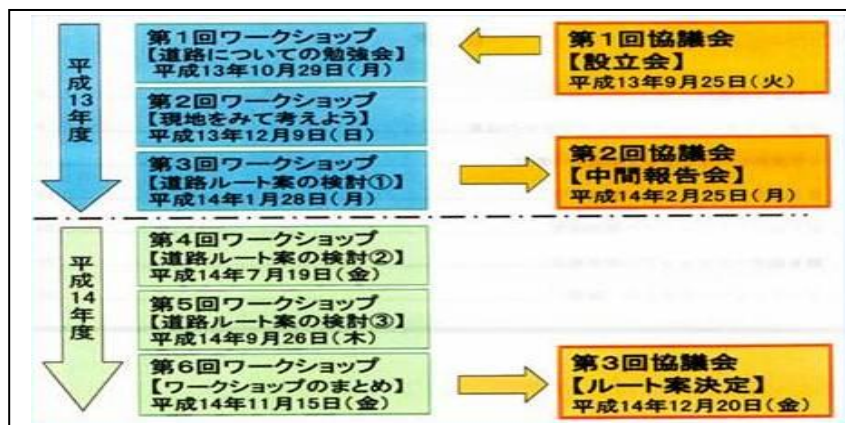 平成13年度
第1回ワークショップ
【道路についての勉強会】
平成13年10月29日(月)
第2回ワークショップ
【現地をみて考えよう】
平成13年12月9日(日)
第3回ワークショップ
【道路ルート案の検討①】
平成14年1月28日(月)
第1回協議会
【設立会】
平成13年9月25日(火)
第2回協議会
【中間報告会】
平成14年2月25日(月)
平成14年度
第4回ワークショップ
【道路ルート案の検討②】
平成14年7月19日(金)
第5回ワークショップ
【道路ルート案の検討③】
平成14年9月26日(木)
第6回ワークショップ
【ワークショップのまとめ】
平成14年11月15日(金)
第3回協議会
【ルート案決定】
平成14年12月20日(金)